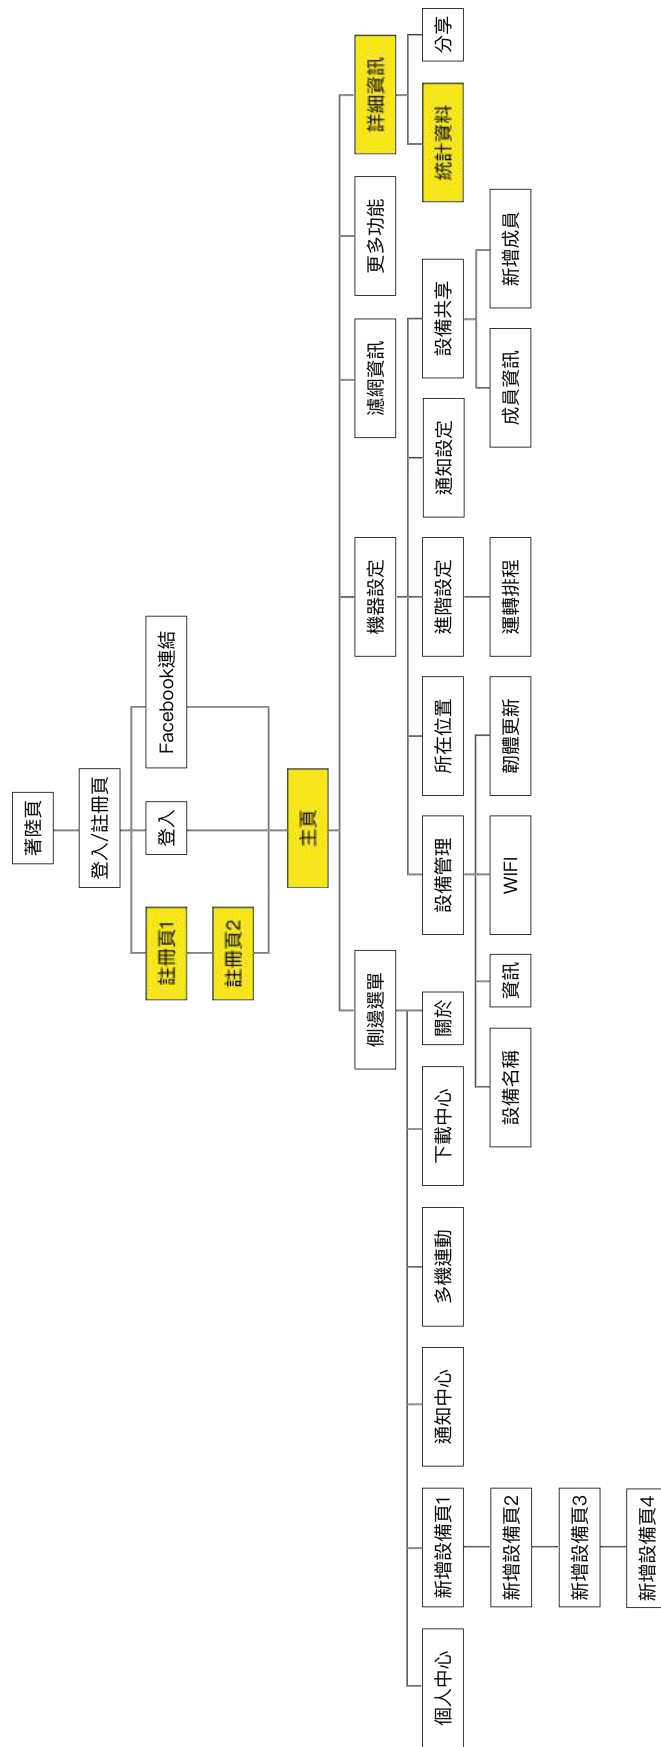 著陸頁
登入/註冊頁
註冊頁1
登入
Facebook連結
註冊頁2
主頁
側邊選單
機器設定
濾網資訊
更多功能
詳細資訊
個人中心
新增設備頁1
通知中心
多機連動
下載中心
關於
設備管理
所在位置
進階設定
通知設定
設備共享
統計資料
分享
新增設備頁2
設備名稱
資訊
WIFI
韌體更新
運轉排程
成員資訊
新增成員
新增設備頁3
新增設備頁4